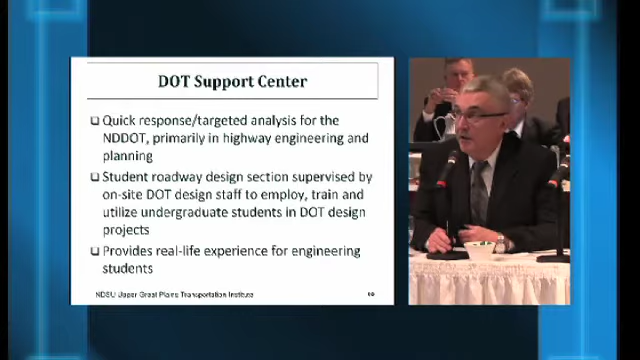 DOT Support Center
❑ Quick response/targeted analysis for the
NDDOT, primarily in highway engineering and
planning
❑ Student roadway design section supervised by
on-site DOT design staff to employ, train and
utilize undergraduate students in DOT design
projects
❑ Provides real-life experience for engineering
students
NDSU Upper Great Plains Transportation Institute